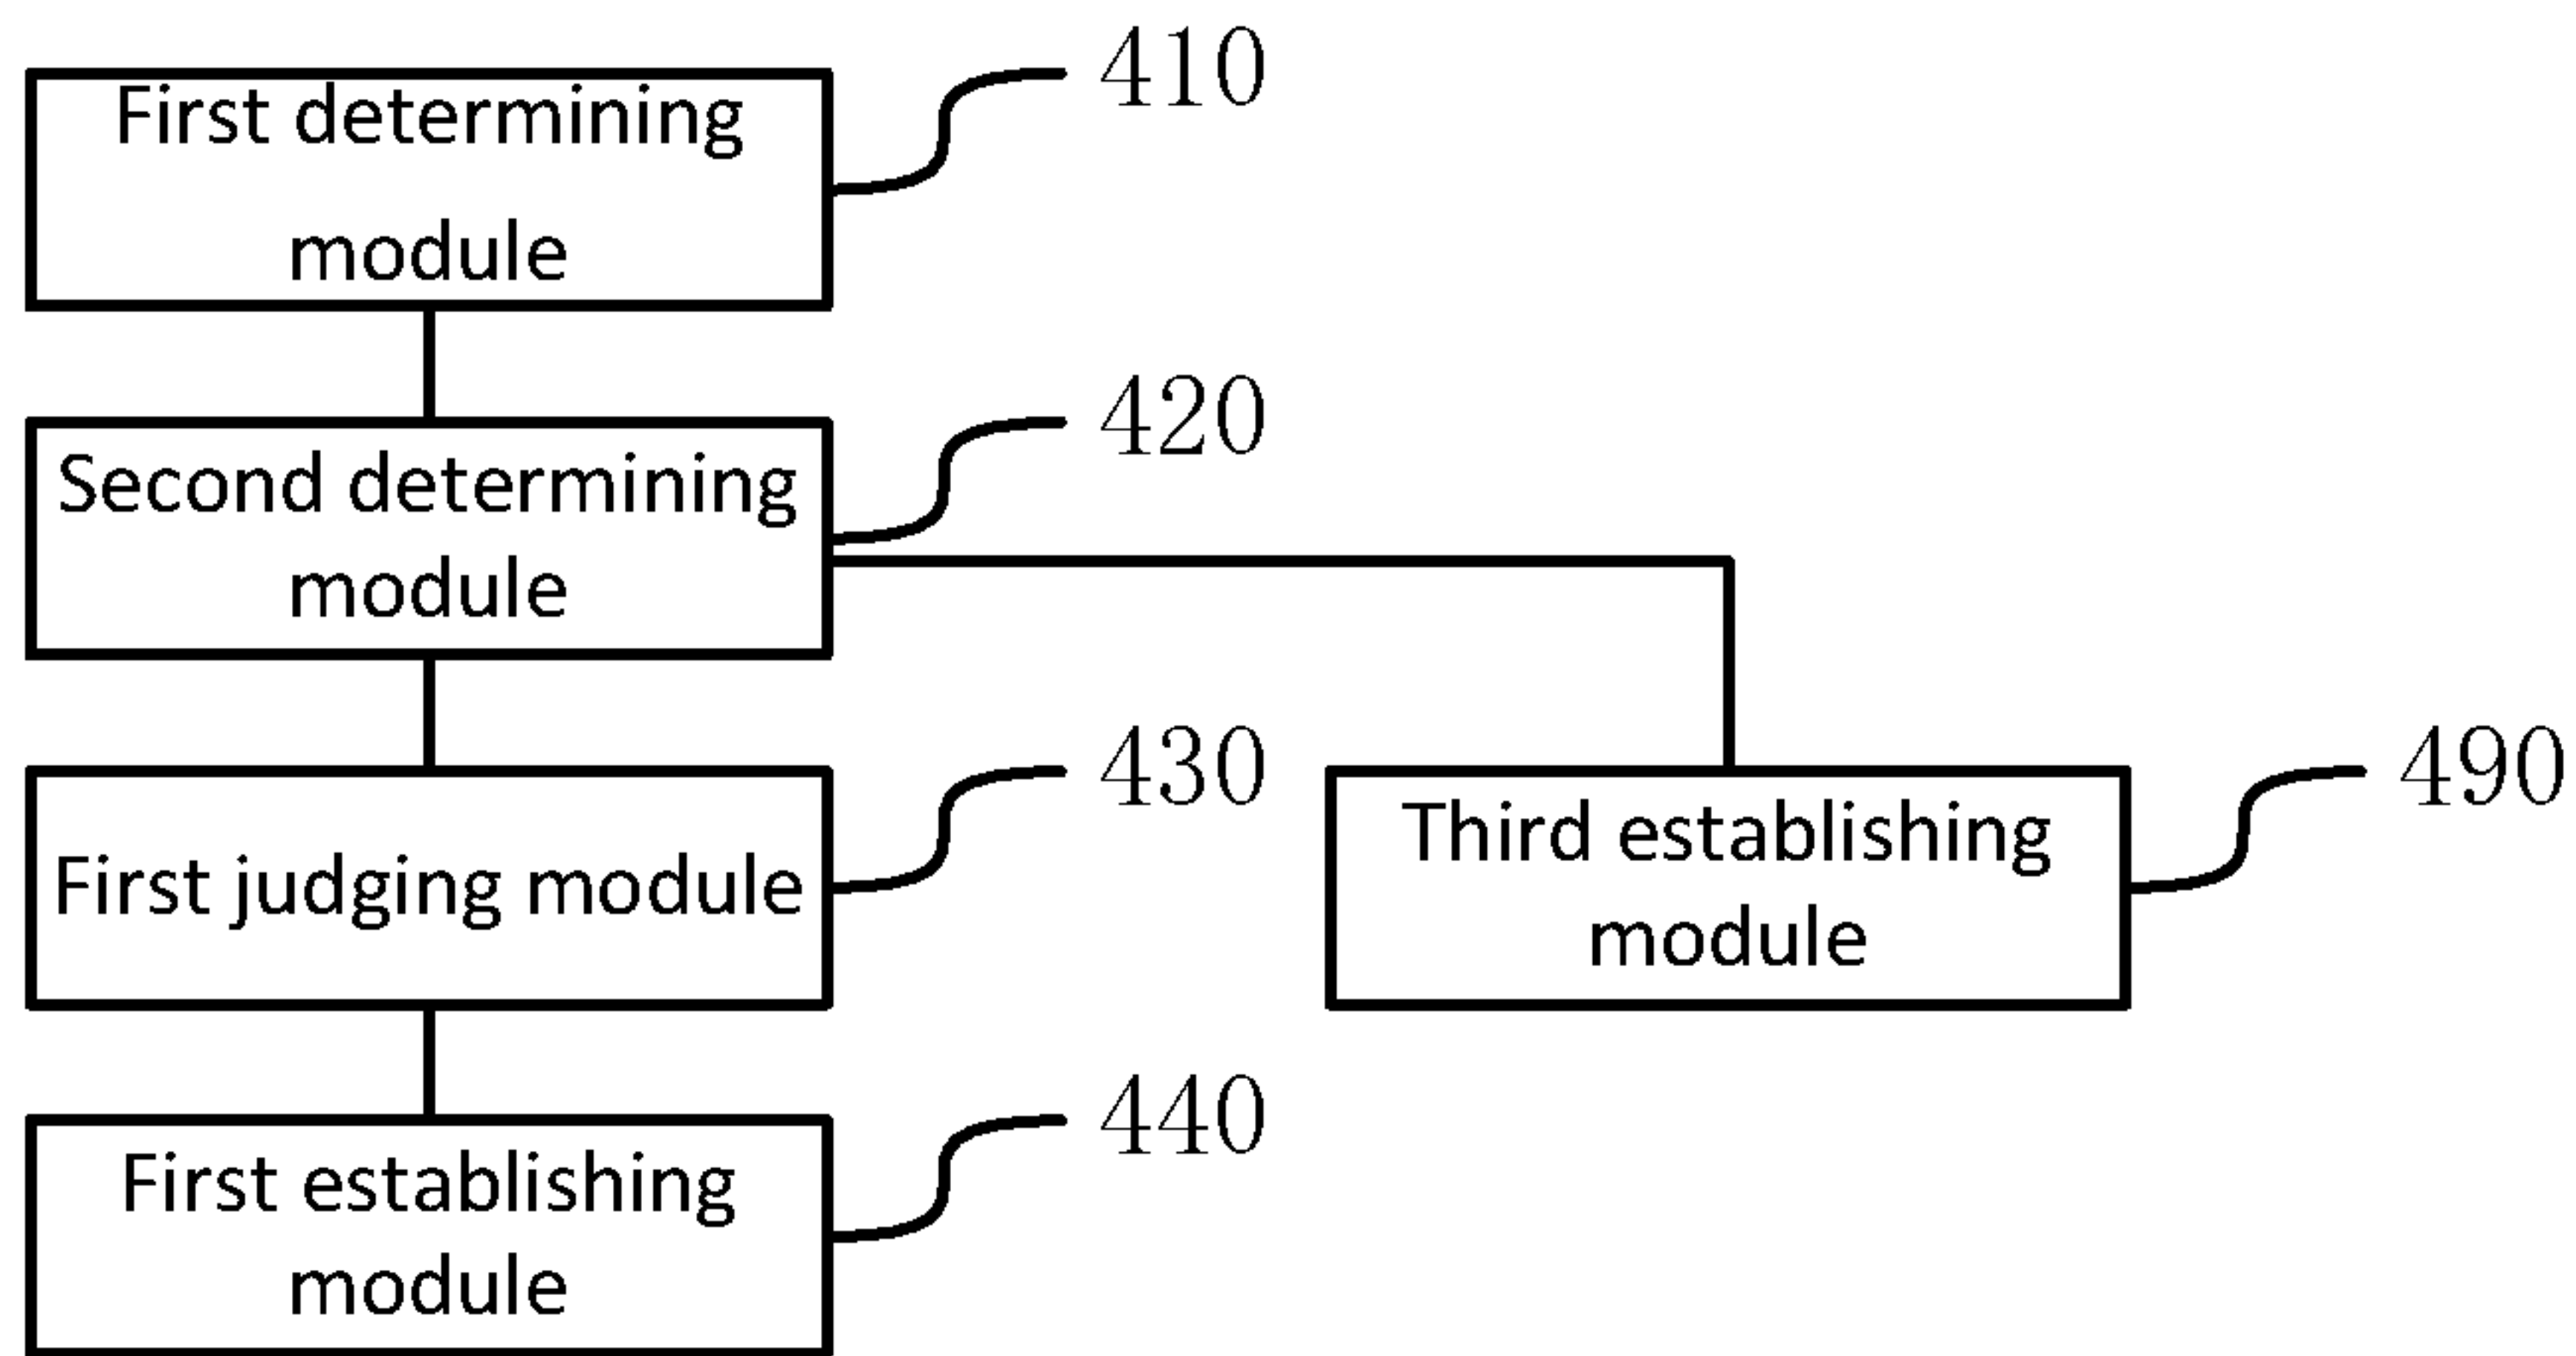 First determining
module
410
Second determining
module
420
First judging module
430
Third establishing
module
490
First establishing
module
440